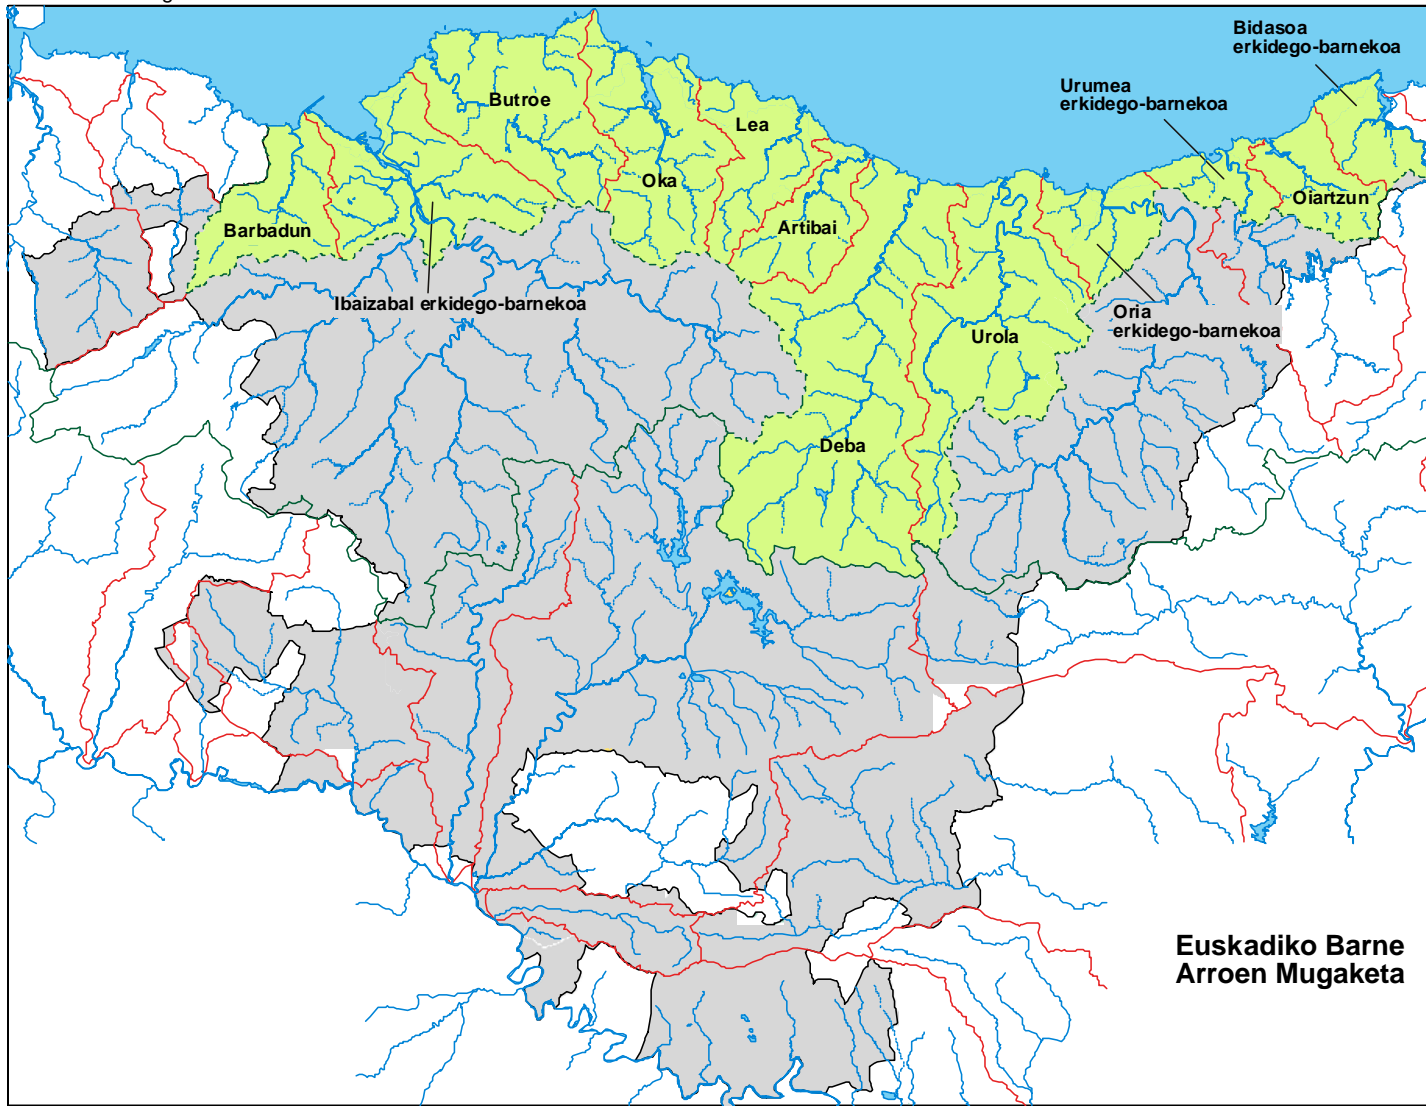 Bidasoa
erkidego-barnekoa
Urumea
erkidego-barnekoa
Butroe
Lea
Oka
Oiartzun
Barbadun
Artibai
Ibaizabal erkidego-barnekoa
Oria
erkidego-barnekoa
Urola
Deba
Euskadiko Barne
Arroen Mugaketa